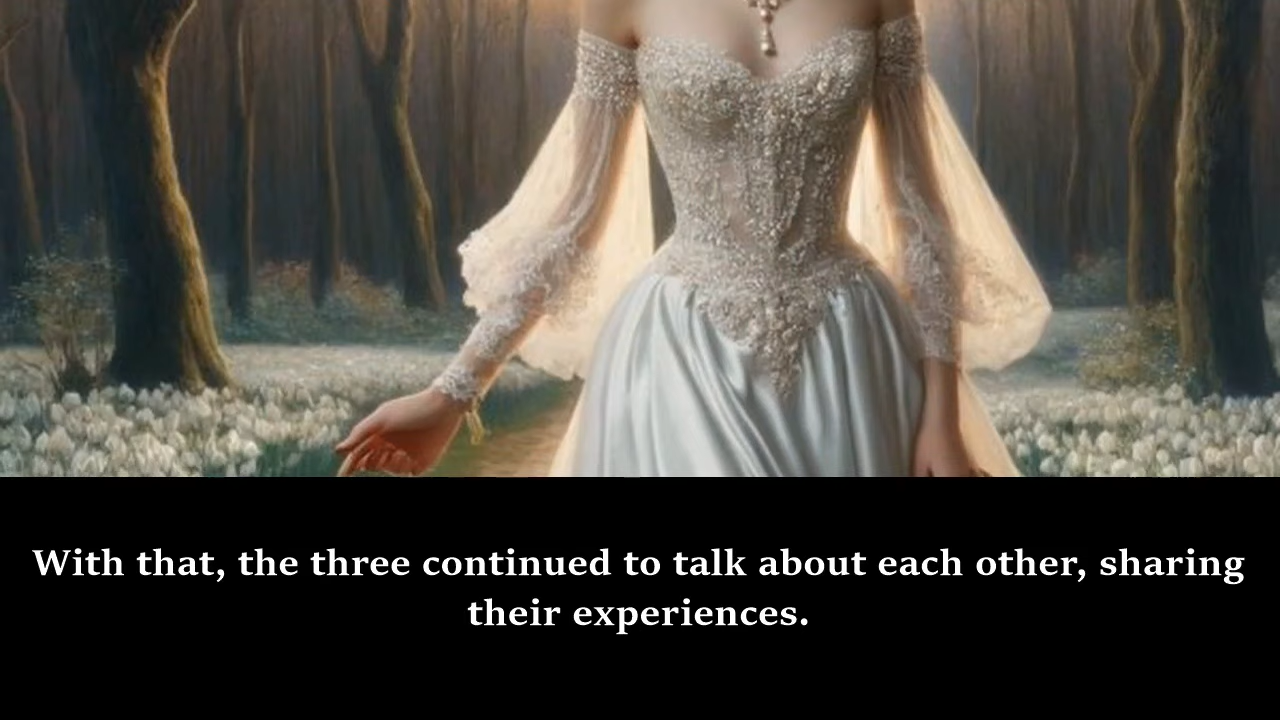 With that, the three continued to talk about each other, sharing
their experiences.